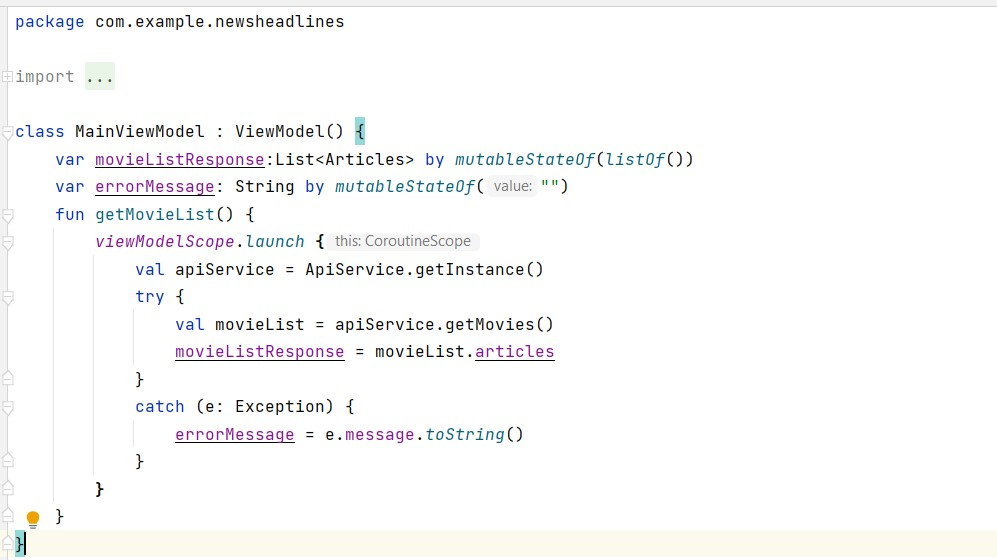 package com.example.newsheadlines
import ...
class MainViewModel : ViewModel() {
    var movieListResponse:List<Articles> by mutableStateOf(listOf())
    var errorMessage: String by mutableStateOf( value: "")
    fun getMovieList() {
        viewModelScope.launch { this: CoroutineScope
            val apiService = ApiService.getInstance()
            try {
                val movieList = apiService.getMovies()
                movieListResponse = movieList.articles
            }
            catch (e: Exception) {
                errorMessage = e.message.toString()
            }
        }
    }
}